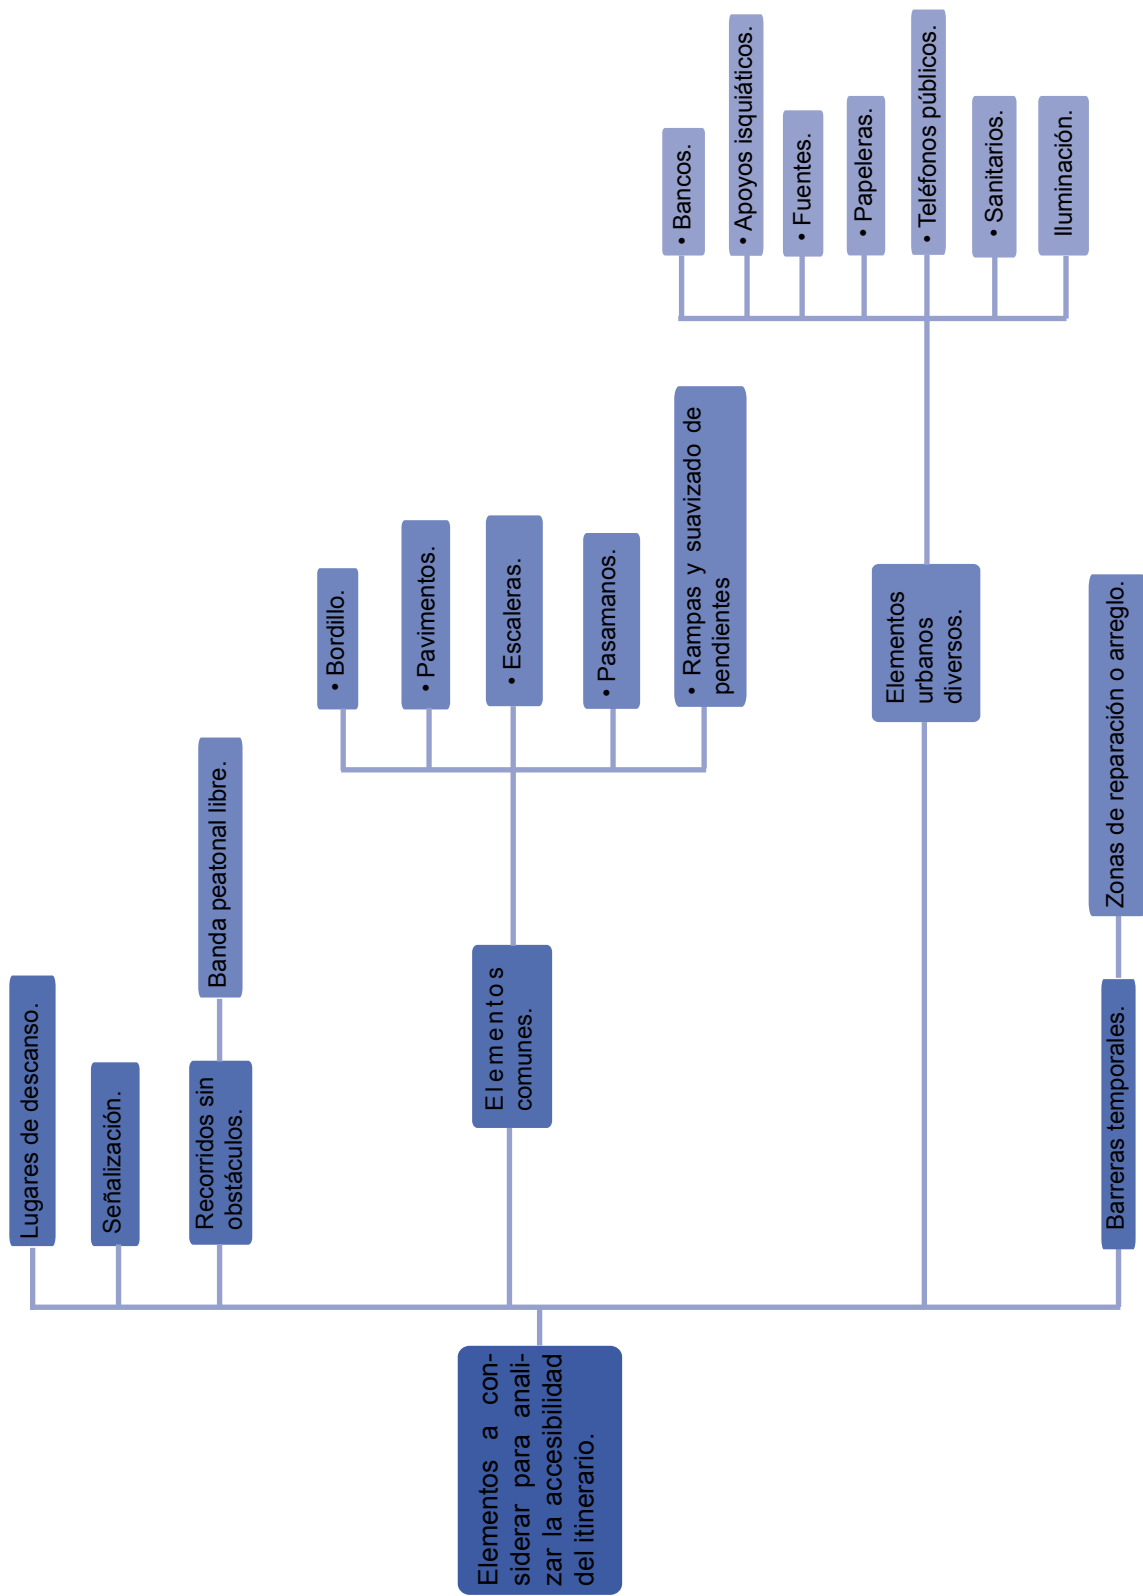 Elementos a con-
siderar para anali-
zar la accesibilidad
del itinerario.
Lugares de descanso.
Señalización.
Recorridos sin
obstáculos.
Banda peatonal libre.
Elementos
comunes.
• Bordillo.
• Pavimentos.
• Escaleras.
• Pasamanos.
• Rampas y suavizado de
pendientes
Elementos
urbanos
diversos.
• Bancos.
• Apoyos isquiáticos.
• Fuentes.
• Papeleras.
• Teléfonos públicos.
• Sanitarios.
Iluminación.
Barreras temporales.
Zonas de reparación o arreglo.